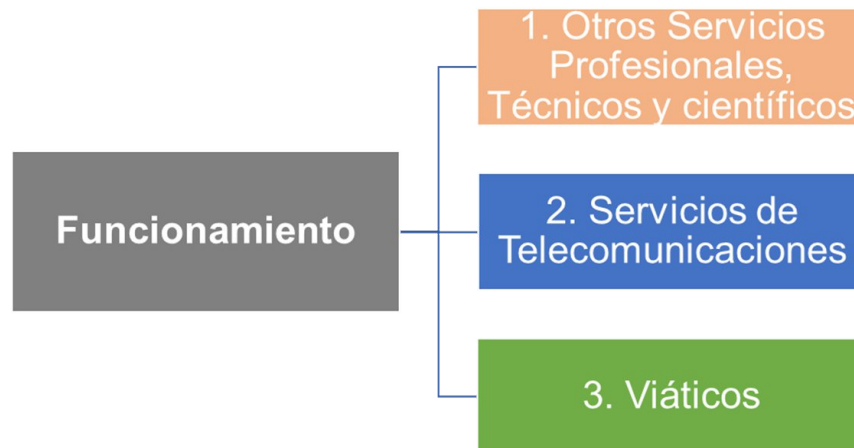 1. Otros Servicios
Profesionales,
Técnicos y científicos
Funcionamiento
2. Servicios de
Telecomunicaciones
3. Viáticos